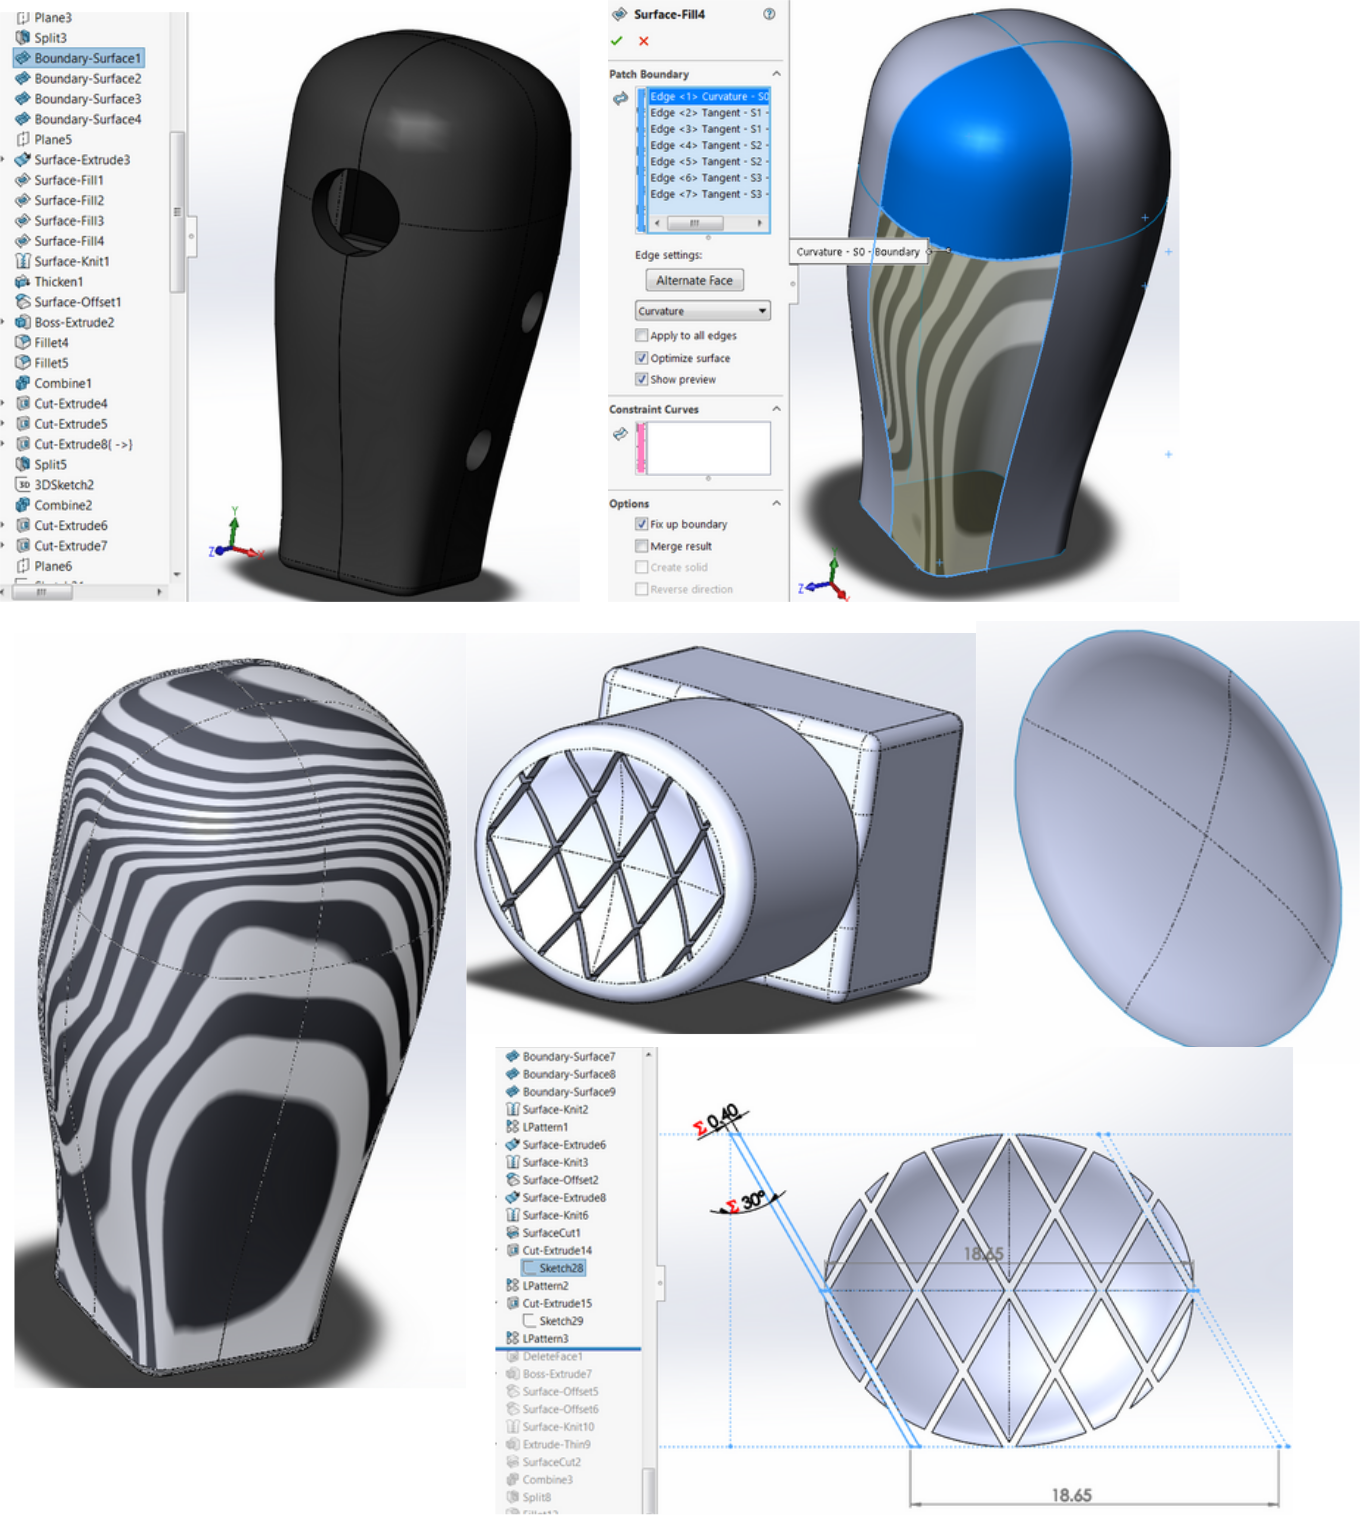 Plane3
Split3
Boundary-Surface1
Boundary-Surface2
Boundary-Surface3
Boundary-Surface4
Plane5
Surface-Extrude3
Surface-Fill1
Surface-Fill2
Surface-Fill3
Surface-Fill4
Surface-Knit1
Thicken1
Surface-Offset1
Boss-Extrude2
Fillet4
Fillet5
Combine1
Cut-Extrude4
Cut-Extrude5
Cut-Extrude8{ ->}
Split5
3DSketch2
Combine2
Cut-Extrude6
Cut-Extrude7
Plane6
Y
Z
Surface-Fill4
Patch Boundary
Edge <1> Curvature - S0
Edge <2> Tangent - S1 -
Edge <3> Tangent - S1 -
Edge <4> Tangent - S2 -
Edge <5> Tangent - S2 -
Edge <6> Tangent - S3 -
Edge <7> Tangent - S3 -
Edge settings:
Alternate Face
Curvature
Apply to all edges
Optimize surface
Show preview
Constraint Curves
Options
Fix up boundary
Merge result
Create solid
Reverse direction
Curvature - S0 - Boundary
Y
Z
Boundary-Surface7
Boundary-Surface8
Boundary-Surface9
Surface-Knit2
LPattern1
Surface-Extrude6
Surface-Knit3
Surface-Offset2
Surface-Extrude8
Surface-Knit6
SurfaceCut1
Cut-Extrude14
Sketch28
LPattern2
Cut-Extrude15
Sketch29
LPattern3
DeleteFace1
Boss-Extrude7
Surface-Offset5
Surface-Offset6
Surface-Knit10
Extrude-Thin9
SurfaceCut2
Combine3
Split8
Σ 0.40
Σ 30°
18.65
18.65